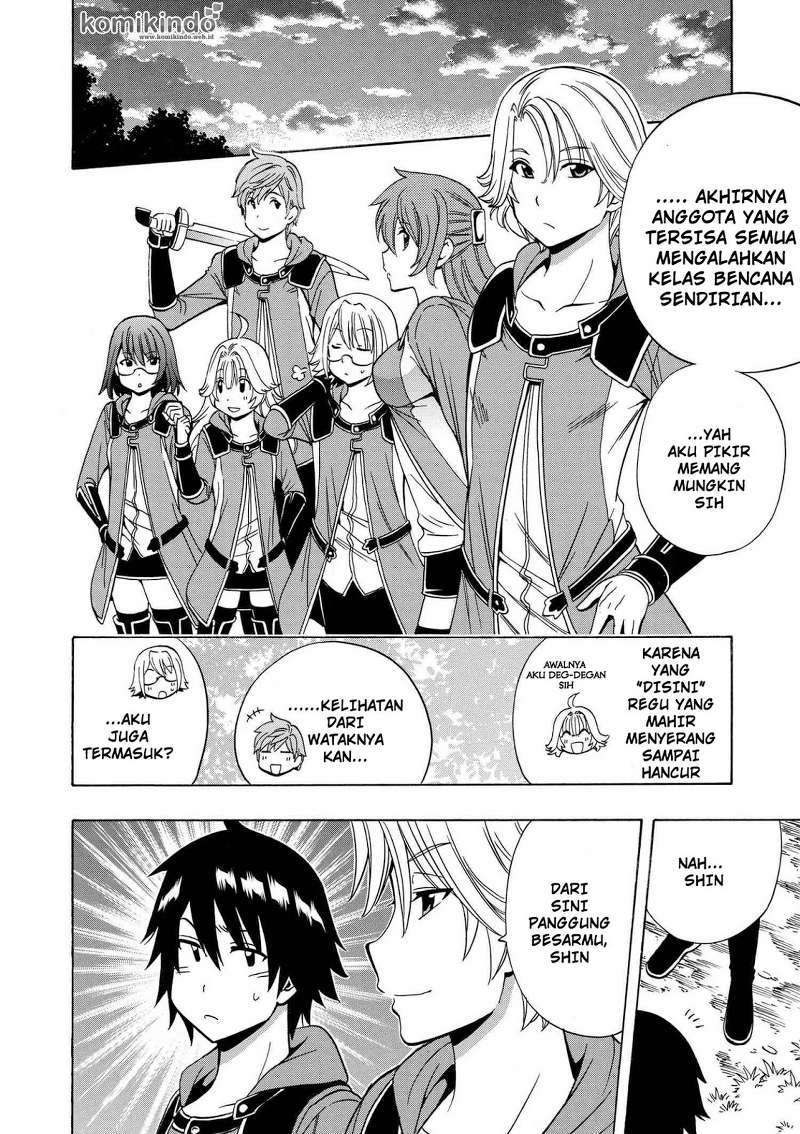 komikindo
www.komikindo.web.id
..... AKHIRNYA
ANGGOTA YANG
TERSISA SEMUA
MENGALAHKAN
KELAS BENCANA
SENDIRIAN...
...YAH
AKU PIKIR
MEMANG
MUNGKIN
SIH
KARENA
YANG
"DISINI"
REGU YANG
MAHIR
MENYERANG
SAMPAI
HANCUR
AWALNYA
AKU DEG-DEGAN
SIH
......KELIHATAN
DARI
WATAKNYA
KAN...
...AKU
JUGA
TERMASUK?
NAH...
SHIN
DARI
SINI
PANGGUNG
BESARMU,
SHIN